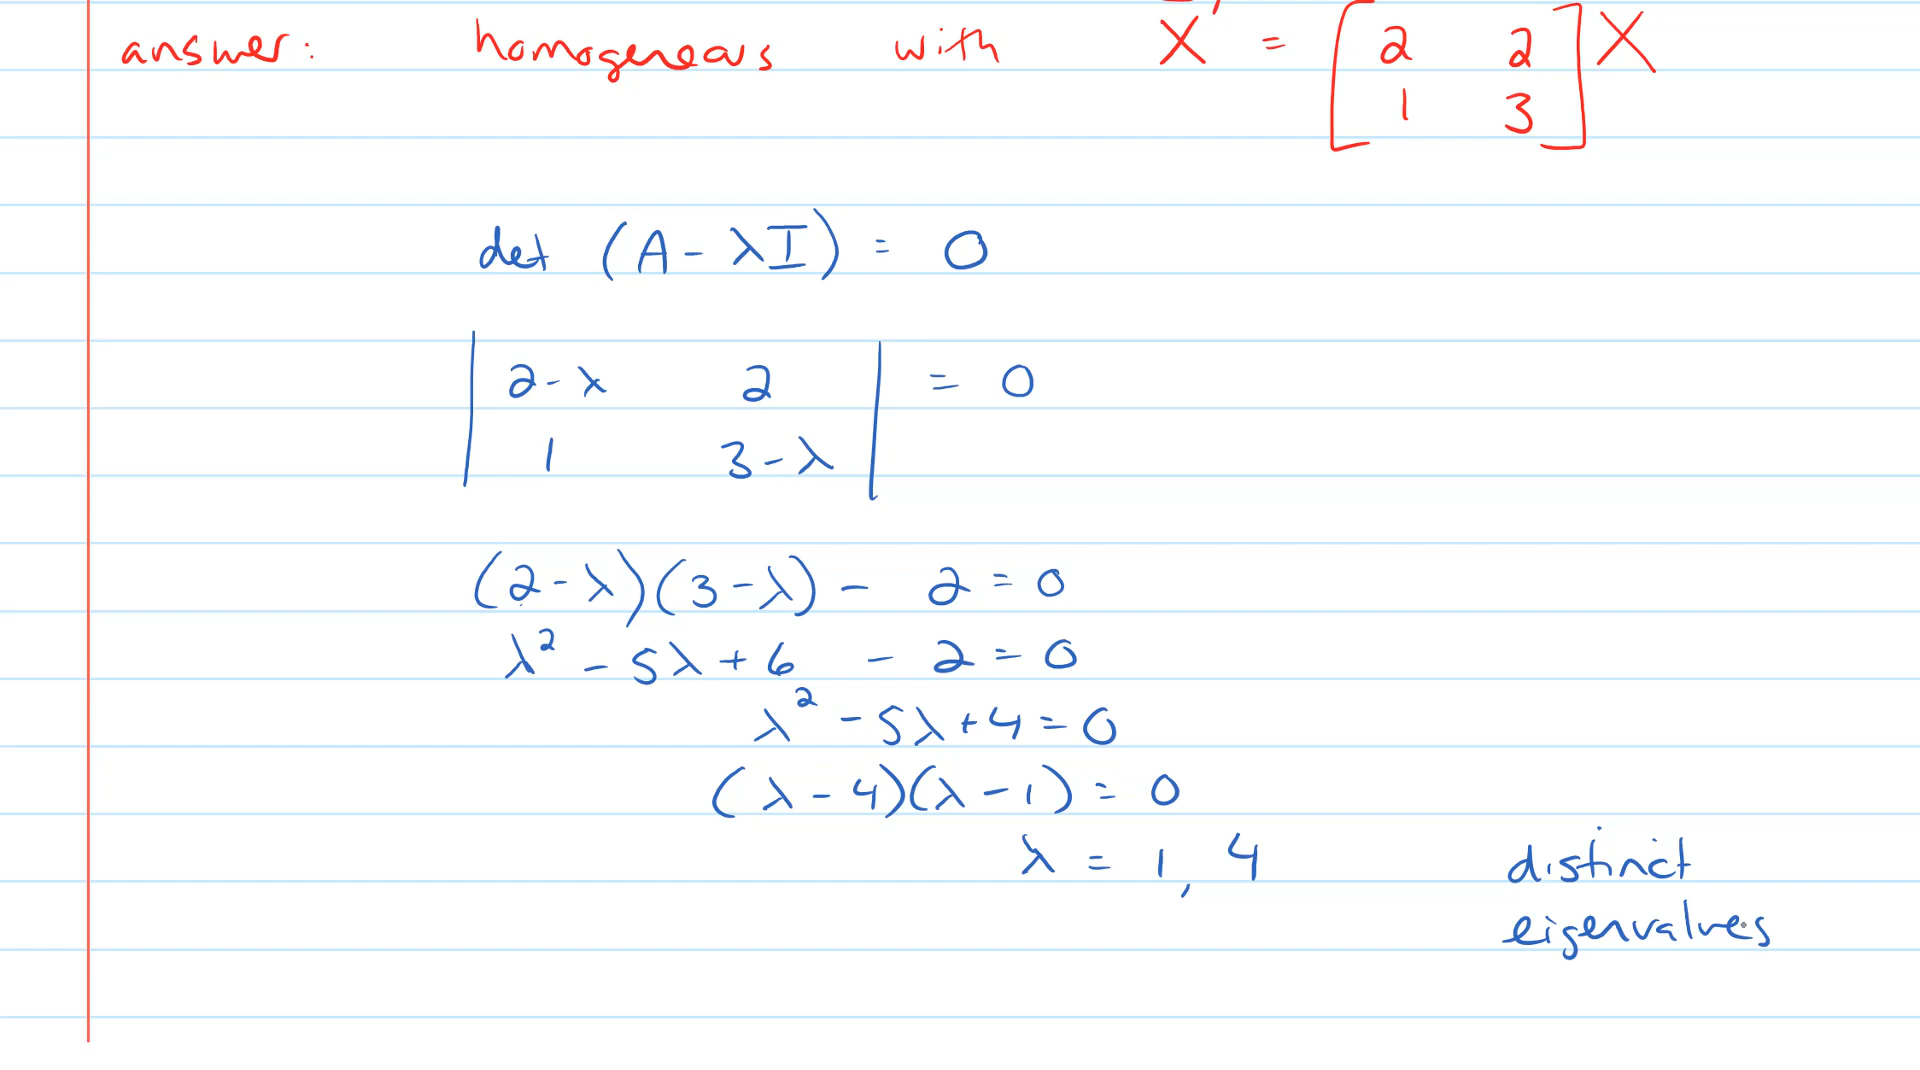 answer: homogeneous with X' = [2 2
1 3] X
det (A - λI) = 0
|2-λ 2
1 3-λ| = 0
(2-λ)(3-λ) - 2 = 0
λ² - 5λ + 6 - 2 = 0
λ² - 5λ + 4 = 0
(λ - 4)(λ - 1) = 0
λ = 1, 4 distinct
eigenvalues